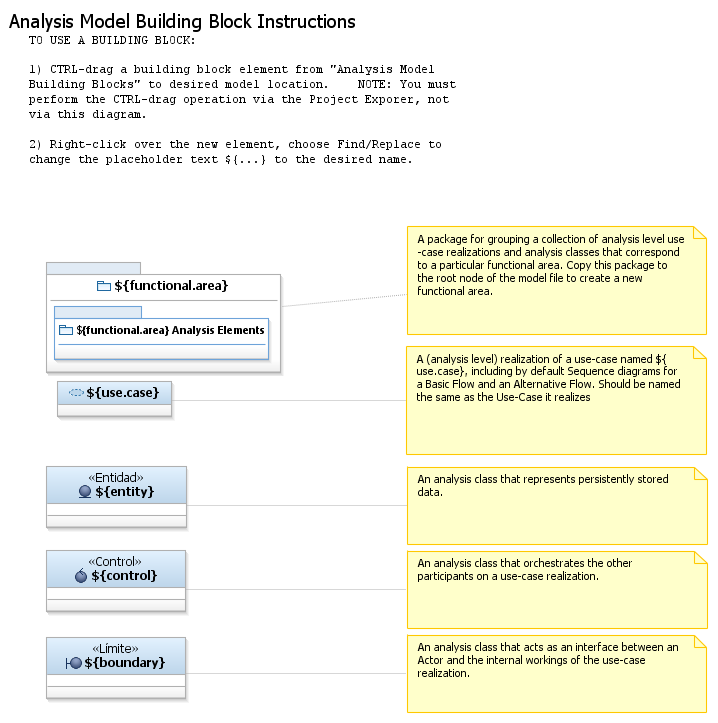 Analysis Model Building Block Instructions
TO USE A BUILDING BLOCK:
1) CTRL-drag a building block element from "Analysis Model
Building Blocks" to desired model location.    NOTE: You must
perform the CTRL-drag operation via the Project Exporer, not
via this diagram.
2) Right-click over the new element, choose Find/Replace to
change the placeholder text ${...} to the desired name.
A package for grouping a collection of analysis level use
-case realizations and analysis classes that correspond
to a particular functional area. Copy this package to
the root node of the model file to create a new
functional area.
${functional.area}
${functional.area} Analysis Elements
A (analysis level) realization of a use-case named ${
use.case}, including by default Sequence diagrams for
a Basic Flow and an Alternative Flow. Should be named
the same as the Use-Case it realizes
${use.case}
«Entidad»
${entity}
An analysis class that represents persistently stored
data.
«Control»
${control}
An analysis class that orchestrates the other
participants on a use-case realization.
«Límite»
${boundary}
An analysis class that acts as an interface between an
Actor and the internal workings of the use-case
realization.